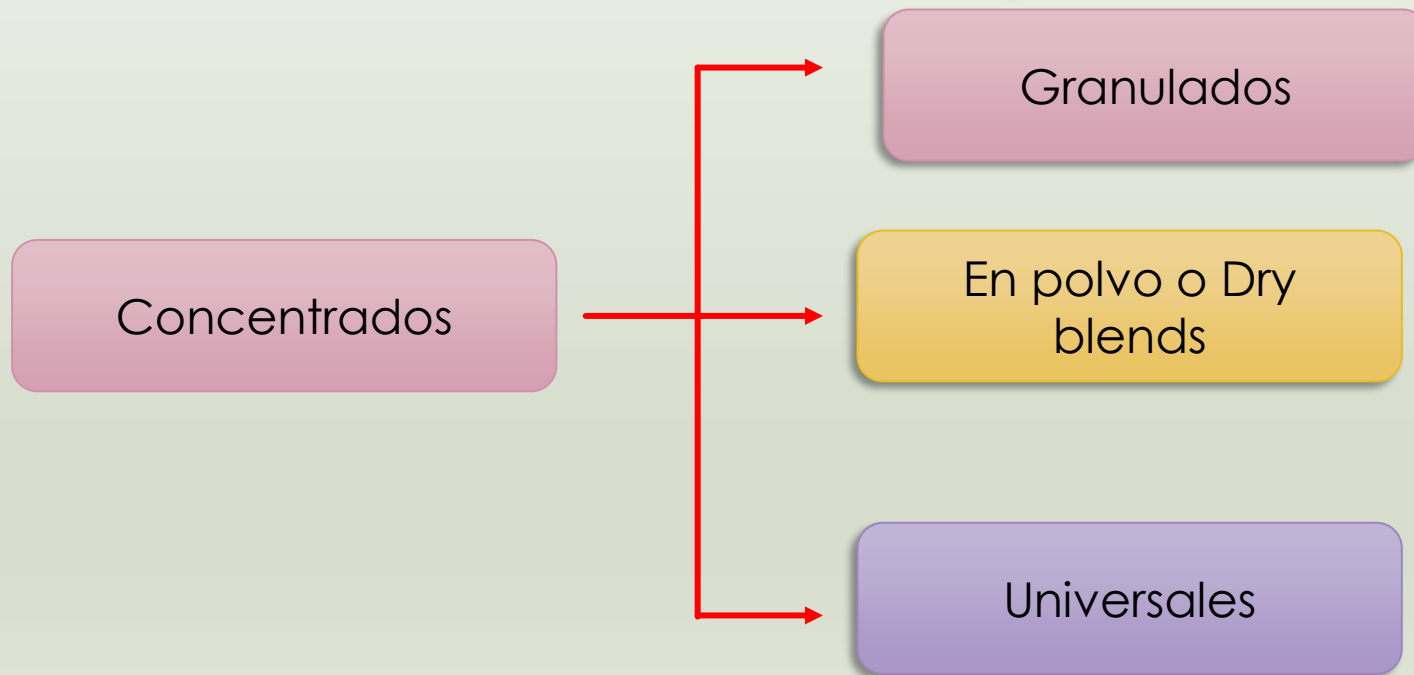 Granulados
Concentrados
En polvo o Dry
blends
Universales